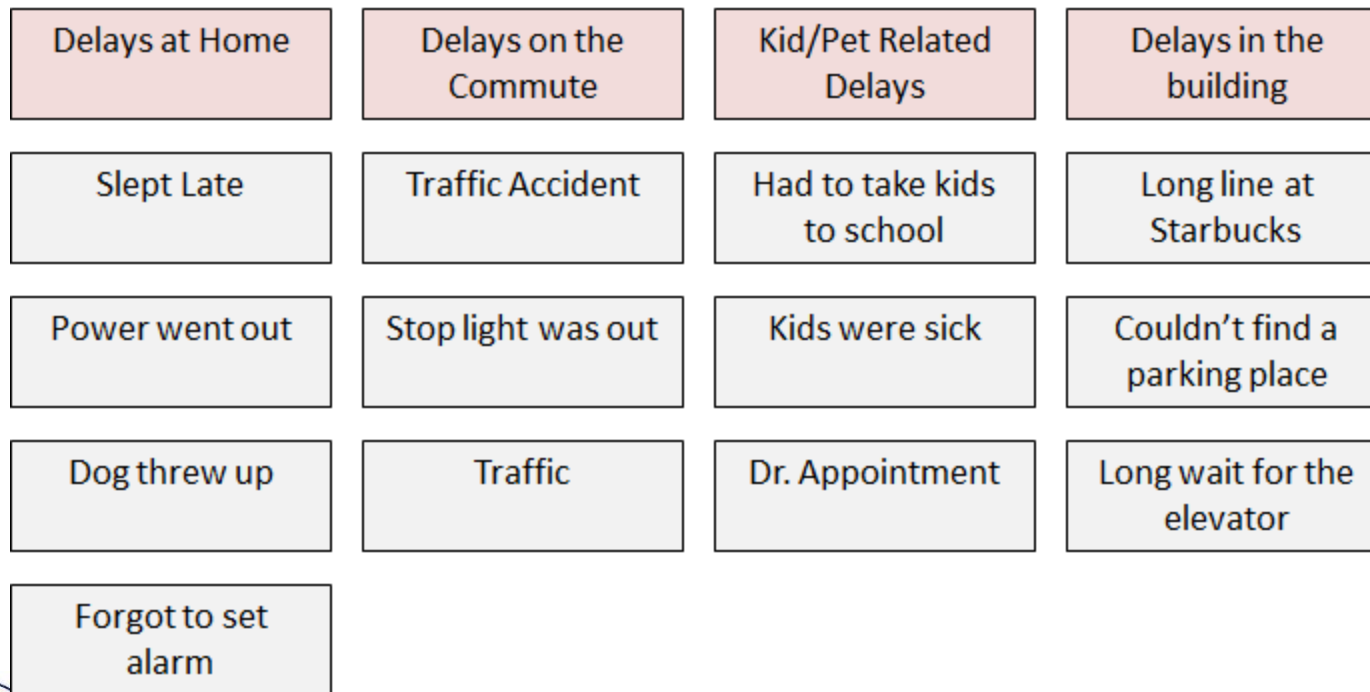 Delays at Home
Delays on the
Commute
Kid/Pet Related
Delays
Delays in the
building
Slept Late
Traffic Accident
Had to take kids
to school
Long line at
Starbucks
Power went out
Stop light was out
Kids were sick
Couldn't find a
parking place
Dog threw up
Traffic
Dr. Appointment
Long wait for the
elevator
Forgot to set
alarm